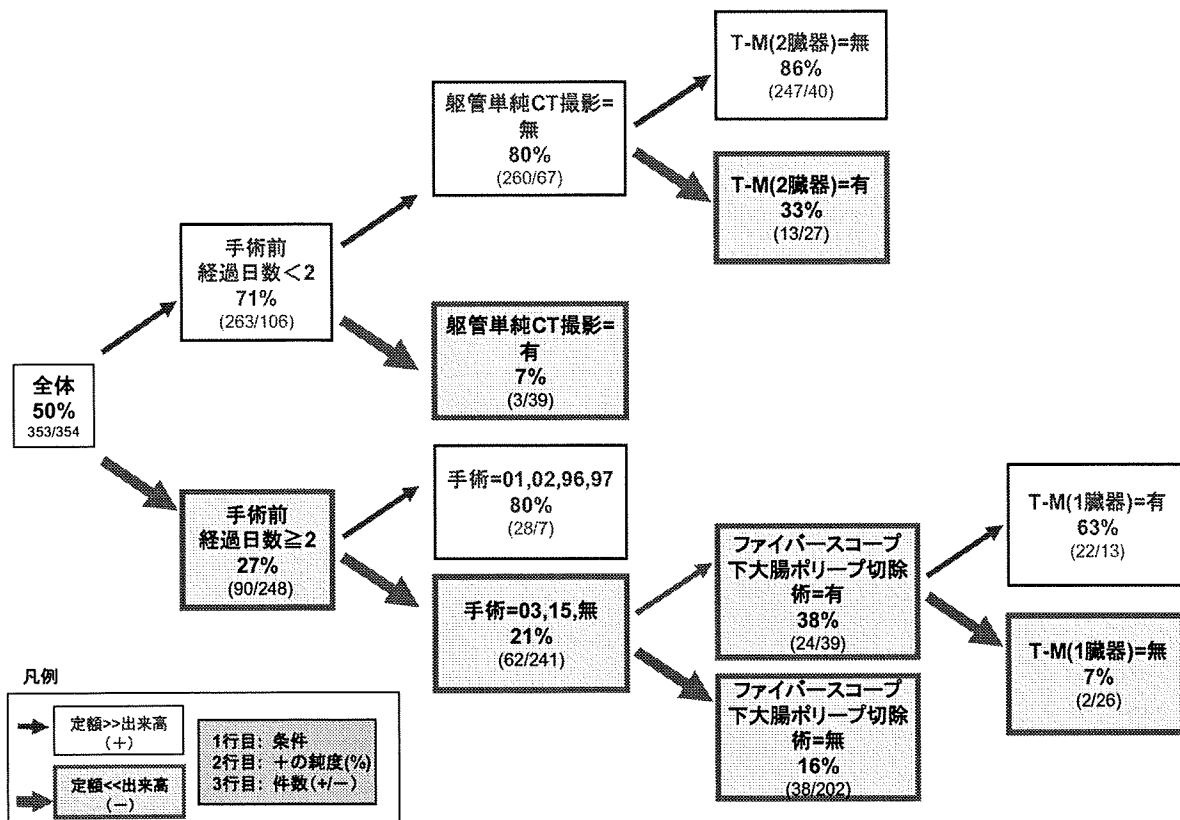 T-M(2臓器)=無
86%
(247/40)
躯管単純CT撮影=
無
80%
(260/67)
T-M(2臓器)=有
33%
(13/27)
手術前
経過日数<2
71%
(263/106)
躯管単純CT撮影=
有
7%
(3/39)
全体
50%
353/354
手術前
経過日数≧2
27%
(90/248)
手術=01,02,96,97
80%
(28/7)
手術=03,15,無
21%
(62/241)
ファイバースコープ
下大腸ポリープ切除
術=有
38%
(24/39)
ファイバースコープ
下大腸ポリープ切除
術=無
16%
(38/202)
T-M(1臓器)=有
63%
(22/13)
T-M(1臓器)=無
7%
(2/26)
凡例
定額>>出来高
(+)
定額<<出来高
(-)
1行目: 条件
2行目: +の純度(%)
3行目: 件数(+/-)